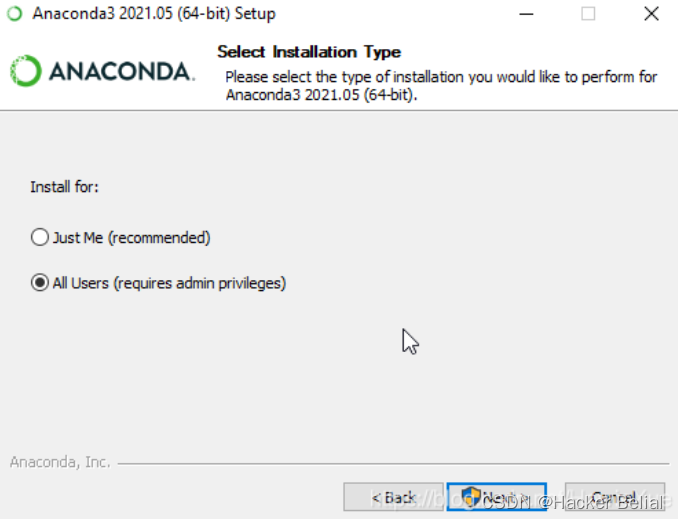 Anaconda3 2021.05 (64-bit) Setup
ANACONDA.
Select Installation Type
Please select the type of installation you would like to perform for
Anaconda3 2021.05 (64-bit).
Install for:
Just Me (recommended)
All Users (requires admin privileges)
Anaconda, Inc.
< Back
Next >
Cancel
CSDN @Hacker Belial